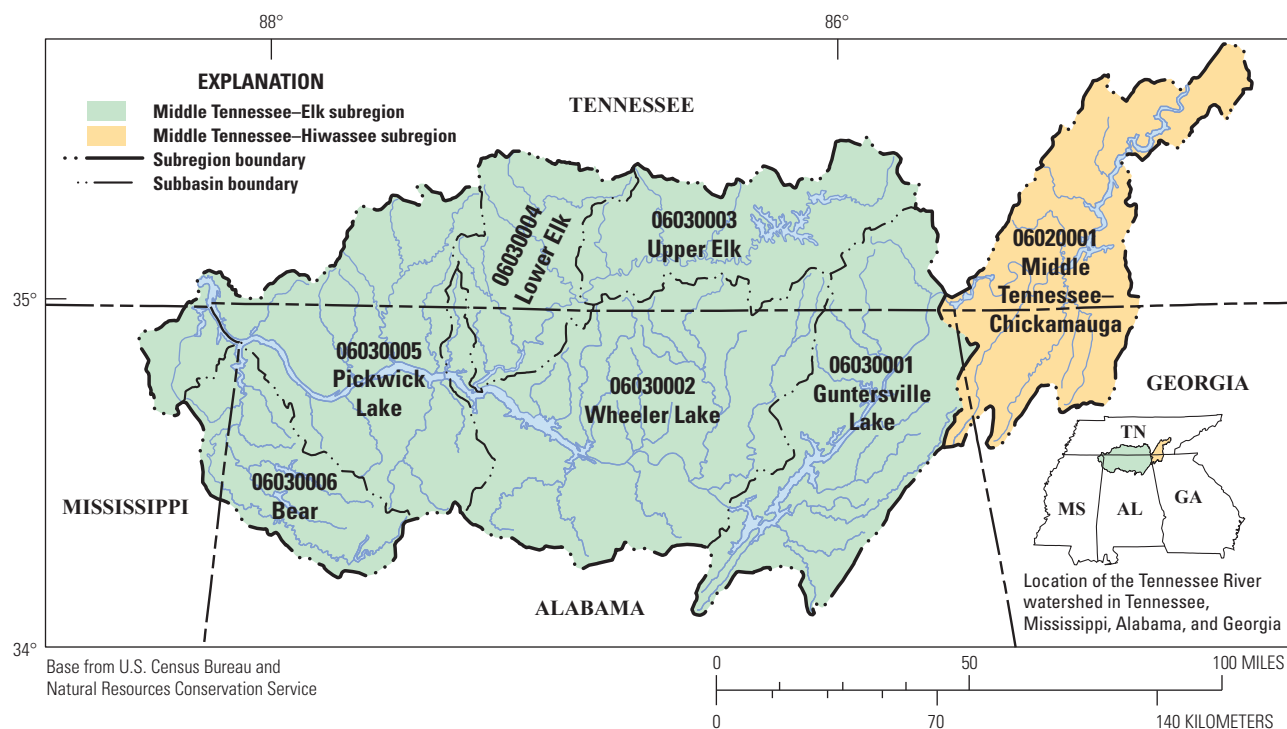 88°
86°
EXPLANATION
Middle Tennessee–Elk subregion
Middle Tennessee–Hiwassee subregion
Subregion boundary
Subbasin boundary
TENNESSEE
06030004
Lower Elk
06030003
Upper Elk
06020001
Middle
Tennessee–
Chickamauga
35°
06030005
Pickwick
Lake
06030002
Wheeler Lake
06030001
Guntersville
Lake
GEORGIA
06030006
Bear
MISSISSIPPI
ALABAMA
TN
MS
AL
GA
Location of the Tennessee River
watershed in Tennessee,
Mississippi, Alabama, and Georgia
34°
Base from U.S. Census Bureau and
Natural Resources Conservation Service
0
50
100 MILES
0
70
140 KILOMETERS